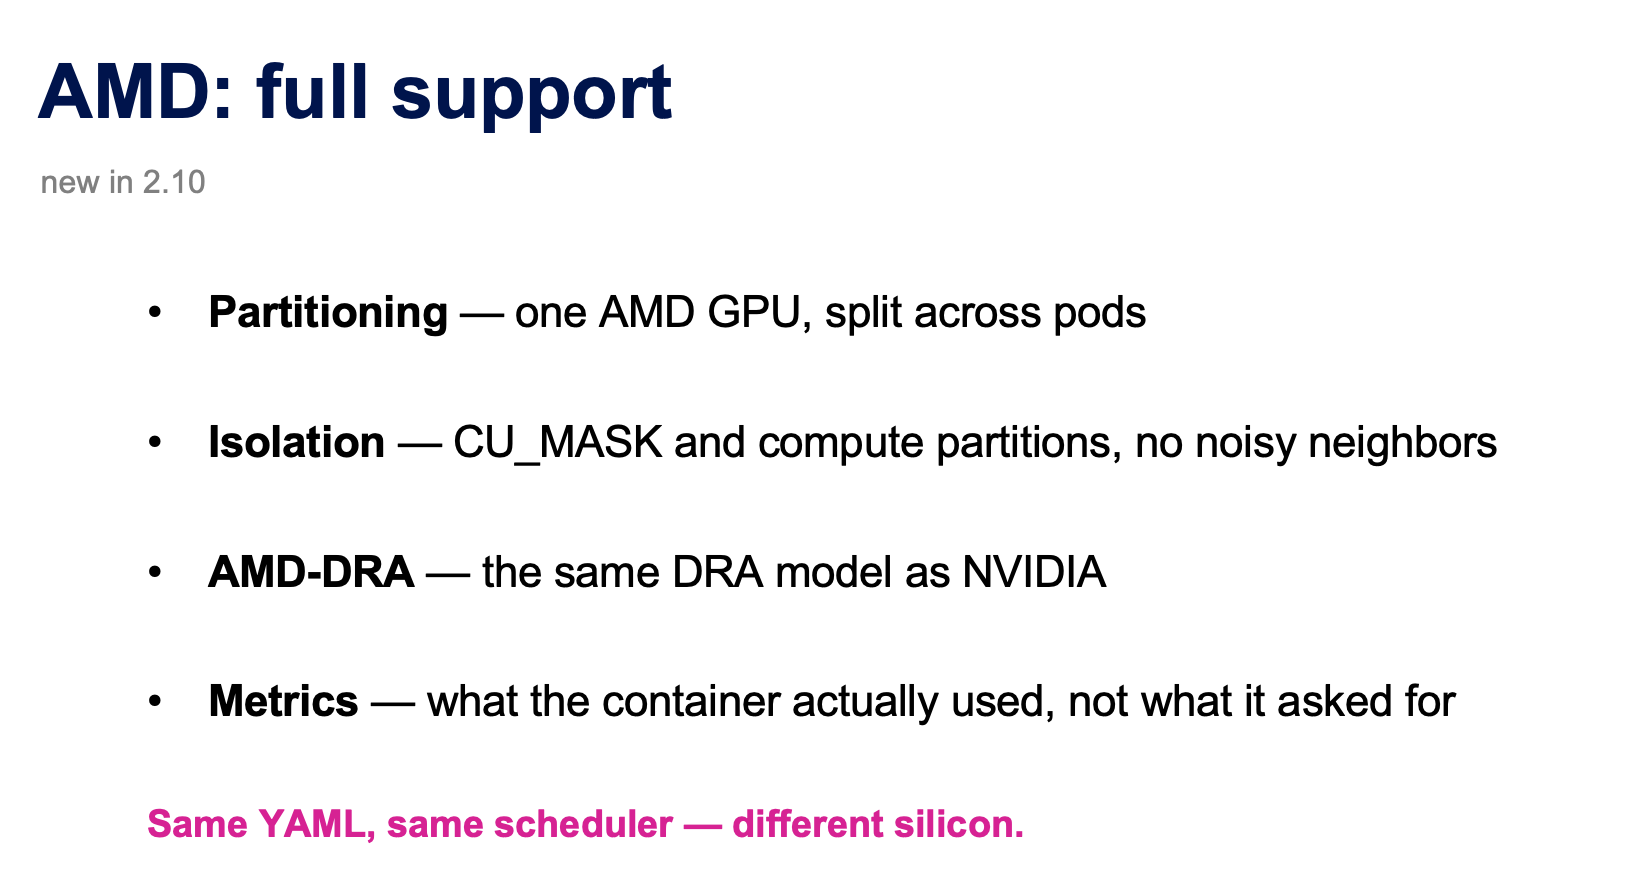 AMD: full support
new in 2.10
• Partitioning — one AMD GPU, split across pods
• Isolation — CU_MASK and compute partitions, no noisy neighbors
• AMD-DRA — the same DRA model as NVIDIA
• Metrics — what the container actually used, not what it asked for
Same YAML, same scheduler — different silicon.